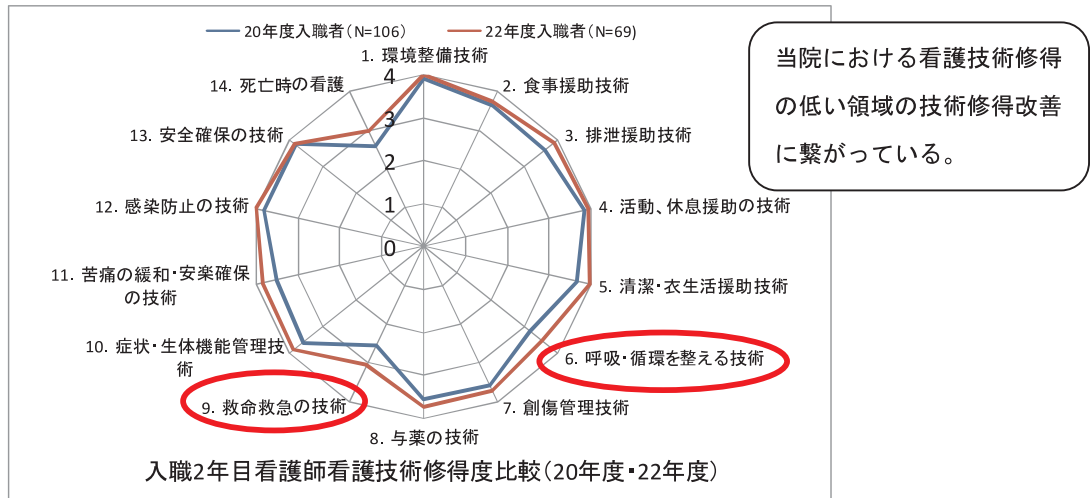 20年度入職者(N=106)
22年度入職者(N=69)
1. 環境整備技術
2. 食事援助技術
3. 排泄援助技術
4. 活動、休息援助の技術
5. 清潔・衣生活援助技術
6. 呼吸・循環を整える技術
7. 創傷管理技術
8. 与薬の技術
9. 救命救急の技術
10. 症状・生体機能管理技
術
11. 苦痛の緩和・安楽確保
の技術
12. 感染防止の技術
13. 安全確保の技術
14. 死亡時の看護
4
3
2
1
0
入職2年目看護師看護技術修得度比較(20年度・22年度)
当院における看護技術修得
の低い領域の技術修得改善
に繋がっている。